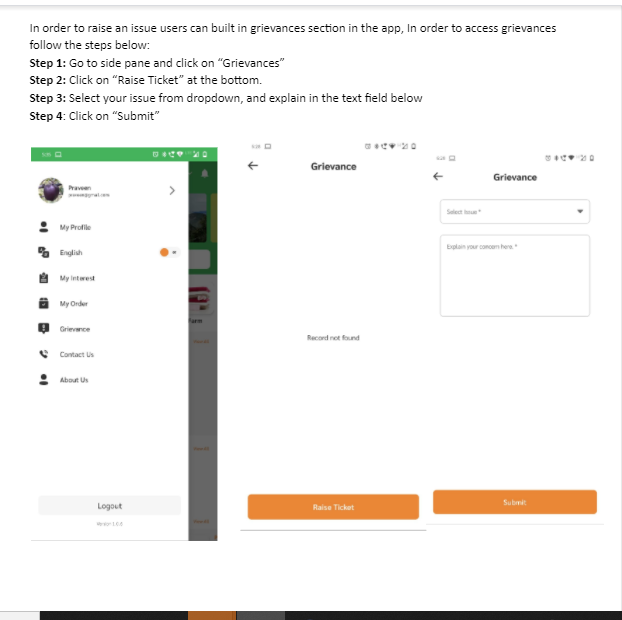 In order to raise an issue users can built in grievances section in the app, In order to access grievances
follow the steps below:
Step 1: Go to side pane and click on “Grievances”
Step 2: Click on “Raise Ticket” at the bottom.
Step 3: Select your issue from dropdown, and explain in the text field below
Step 4: Click on “Submit”
Praveen
My Profile
English
My Interest
My Order
Grievance
Contact Us
About Us
Logout
Version 1.0.0
Grievance
Record not found
Raise Ticket
Grievance
Select Issue *
Explain your concern here. *
Submit